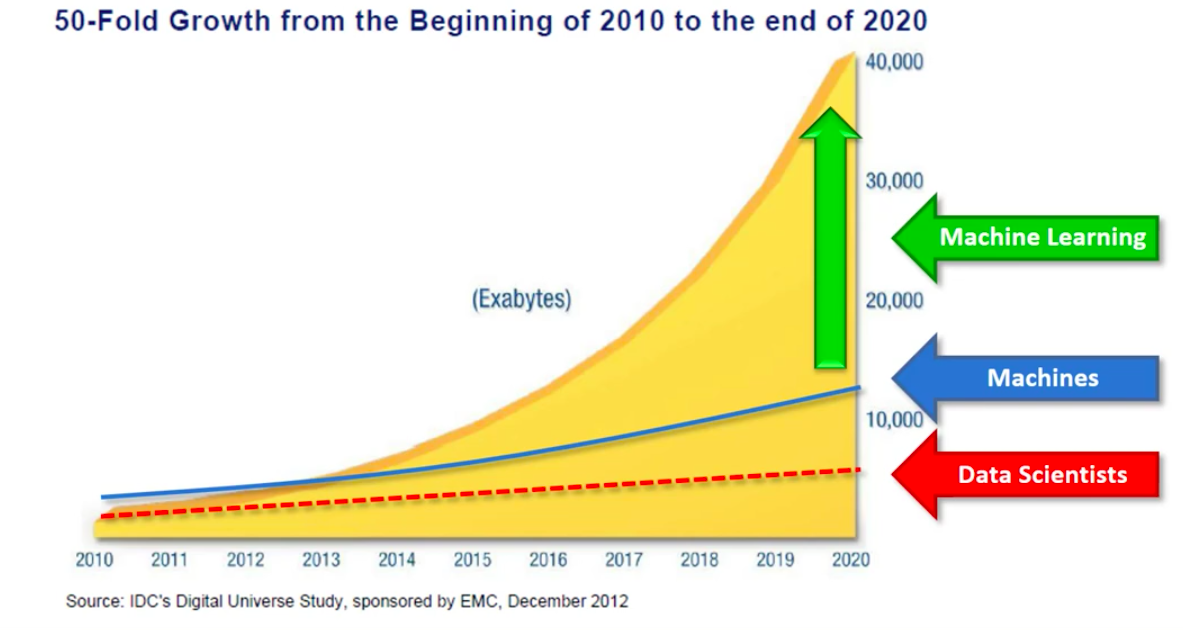 50-Fold Growth from the Beginning of 2010 to the end of 2020
40,000
30,000
Machine Learning
(Exabytes)
20,000
Machines
10,000
Data Scientists
2010 2011 2012 2013 2014 2015 2016 2017 2018 2019 2020
Source: IDC's Digital Universe Study, sponsored by EMC, December 2012